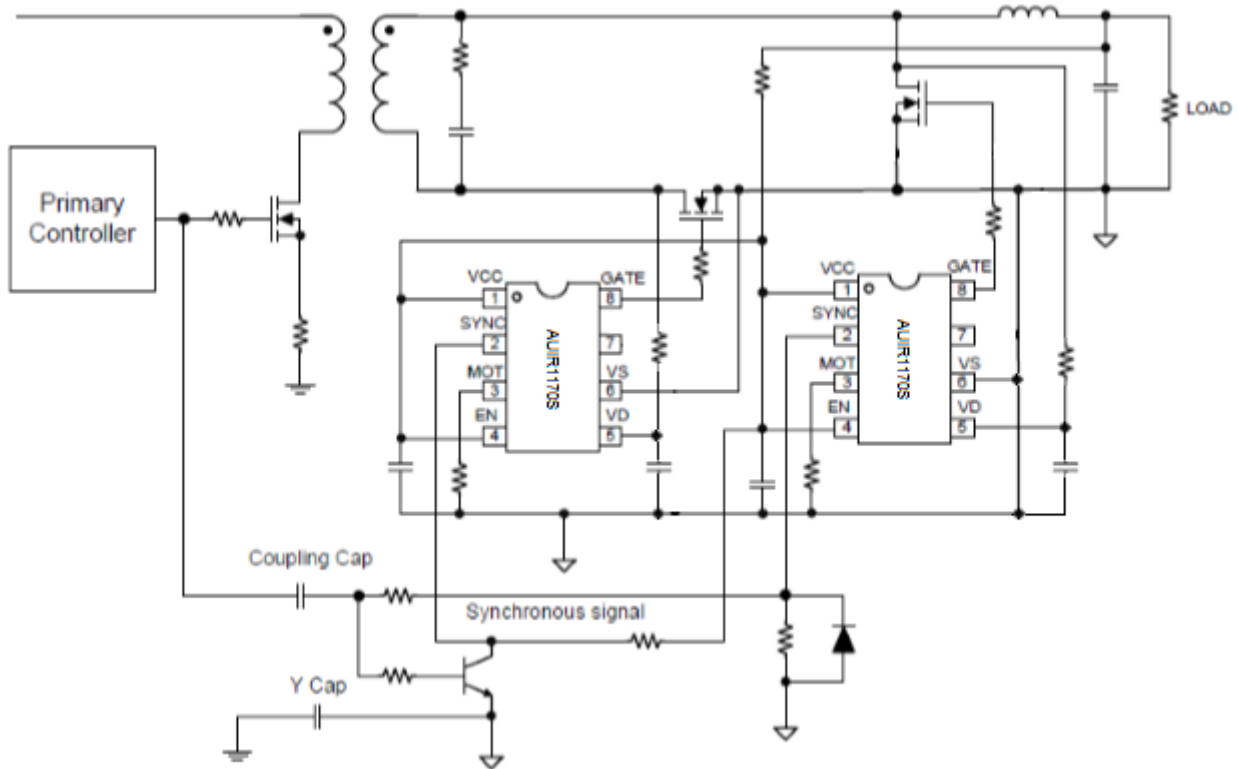 LOAD
Primary
Controller
VCC
GATE
1
8
SYNC
2
7
MOT
VS
3
6
EN
VD
4
5
AUIR1170S
VCC
GATE
1
8
SYNC
2
7
MOT
VS
3
6
EN
VD
4
5
AUIR1170S
Coupling Cap
Synchronous signal
Y Cap